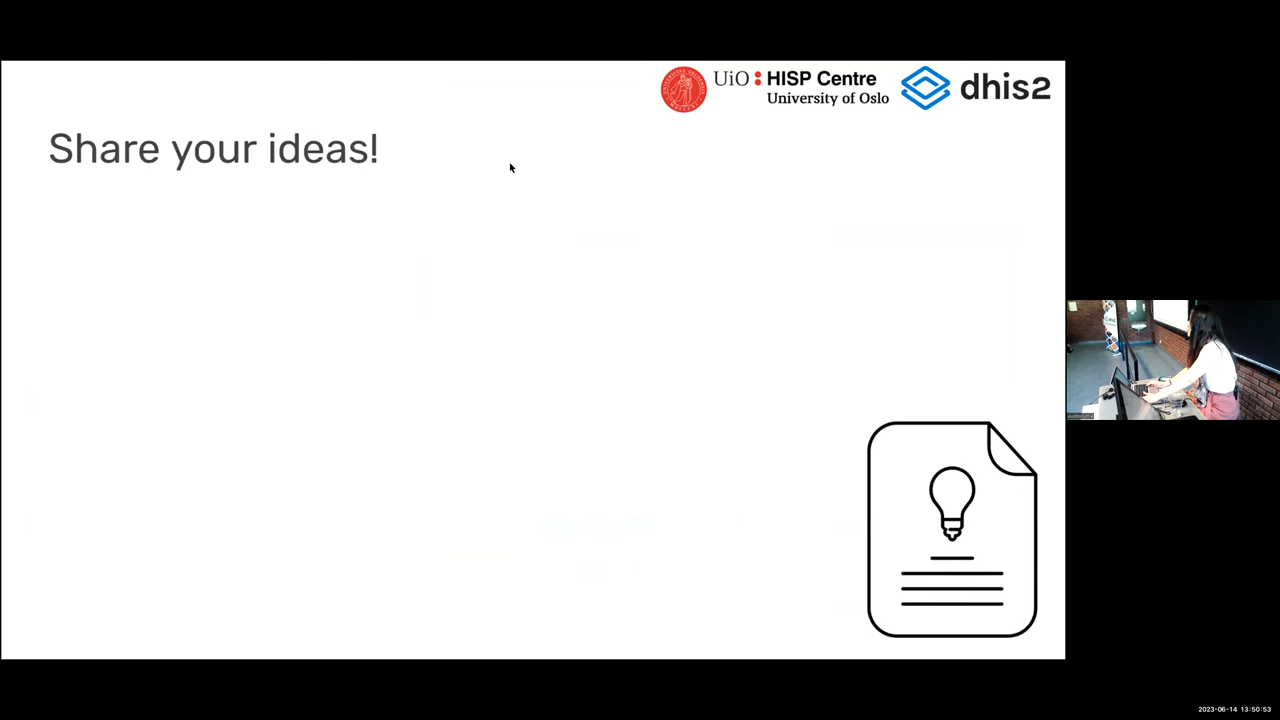 UiO HISP Centre
University of Oslo
dhis2
Share your ideas!
2023-06-14 13:50:53